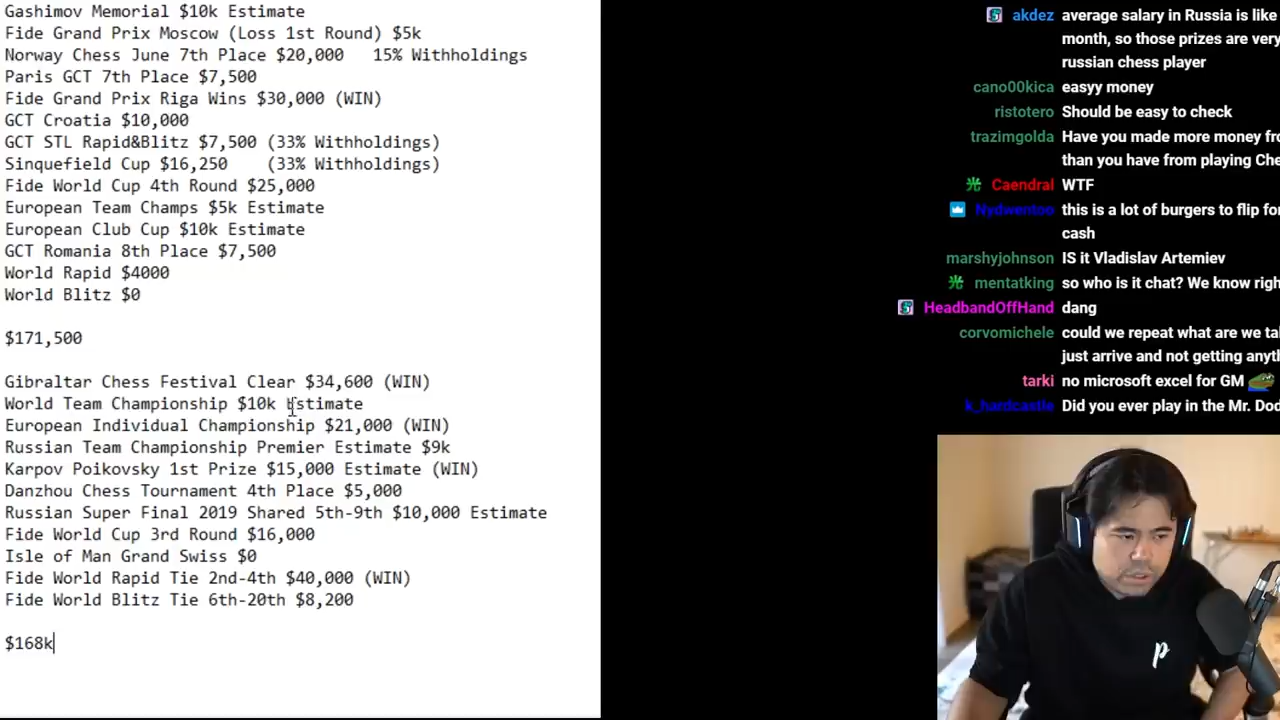 Gashimov Memorial $10k Estimate
Fide Grand Prix Moscow (Loss 1st Round) $5k
Norway Chess June 7th Place $20,000 15% Withholdings
Paris GCT 7th Place $7,500
Fide Grand Prix Riga Wins $30,000 (WIN)
GCT Croatia $10,000
GCT STL Rapid&Blitz $7,500 (33% Withholdings)
Sinquefield Cup $16,250 (33% Withholdings)
Fide World Cup 4th Round $25,000
European Team Champs $5k Estimate
European Club Cup $10k Estimate
GCT Romania 8th Place $7,500
World Rapid $4000
World Blitz $0
$171,500
Gibraltar Chess Festival Clear $34,600 (WIN)
World Team Championship $10k Estimate
European Individual Championship $21,000 (WIN)
Russian Team Championship Premier Estimate $9k
Karpov Poikovsky 1st Prize $15,000 Estimate (WIN)
Danzhou Chess Tournament 4th Place $5,000
Russian Super Final 2019 Shared 5th-9th $10,000 Estimate
Fide World Cup 3rd Round $16,000
Isle of Man Grand Swiss $0
Fide World Rapid Tie 2nd-4th $40,000 (WIN)
Fide World Blitz Tie 6th-20th $8,200
$168k
akdez average salary in Russia is like
month, so those prizes are very
russian chess player
cano00kica easyy money
ristotero Should be easy to check
trazimgolda Have you made more money fro
than you have from playing Che
光 Caendral WTF
Nydwentoo this is a lot of burgers to flip for
cash
marshyjohnson IS it Vladislav Artemiev
光 mentatking so who is it chat? We know righ
HeadbandOffHand dang
corvomichele could we repeat what are we tal
just arrive and not getting anyth
tarki no microsoft excel for GM
k_hardcastle Did you ever play in the Mr. Dod
p